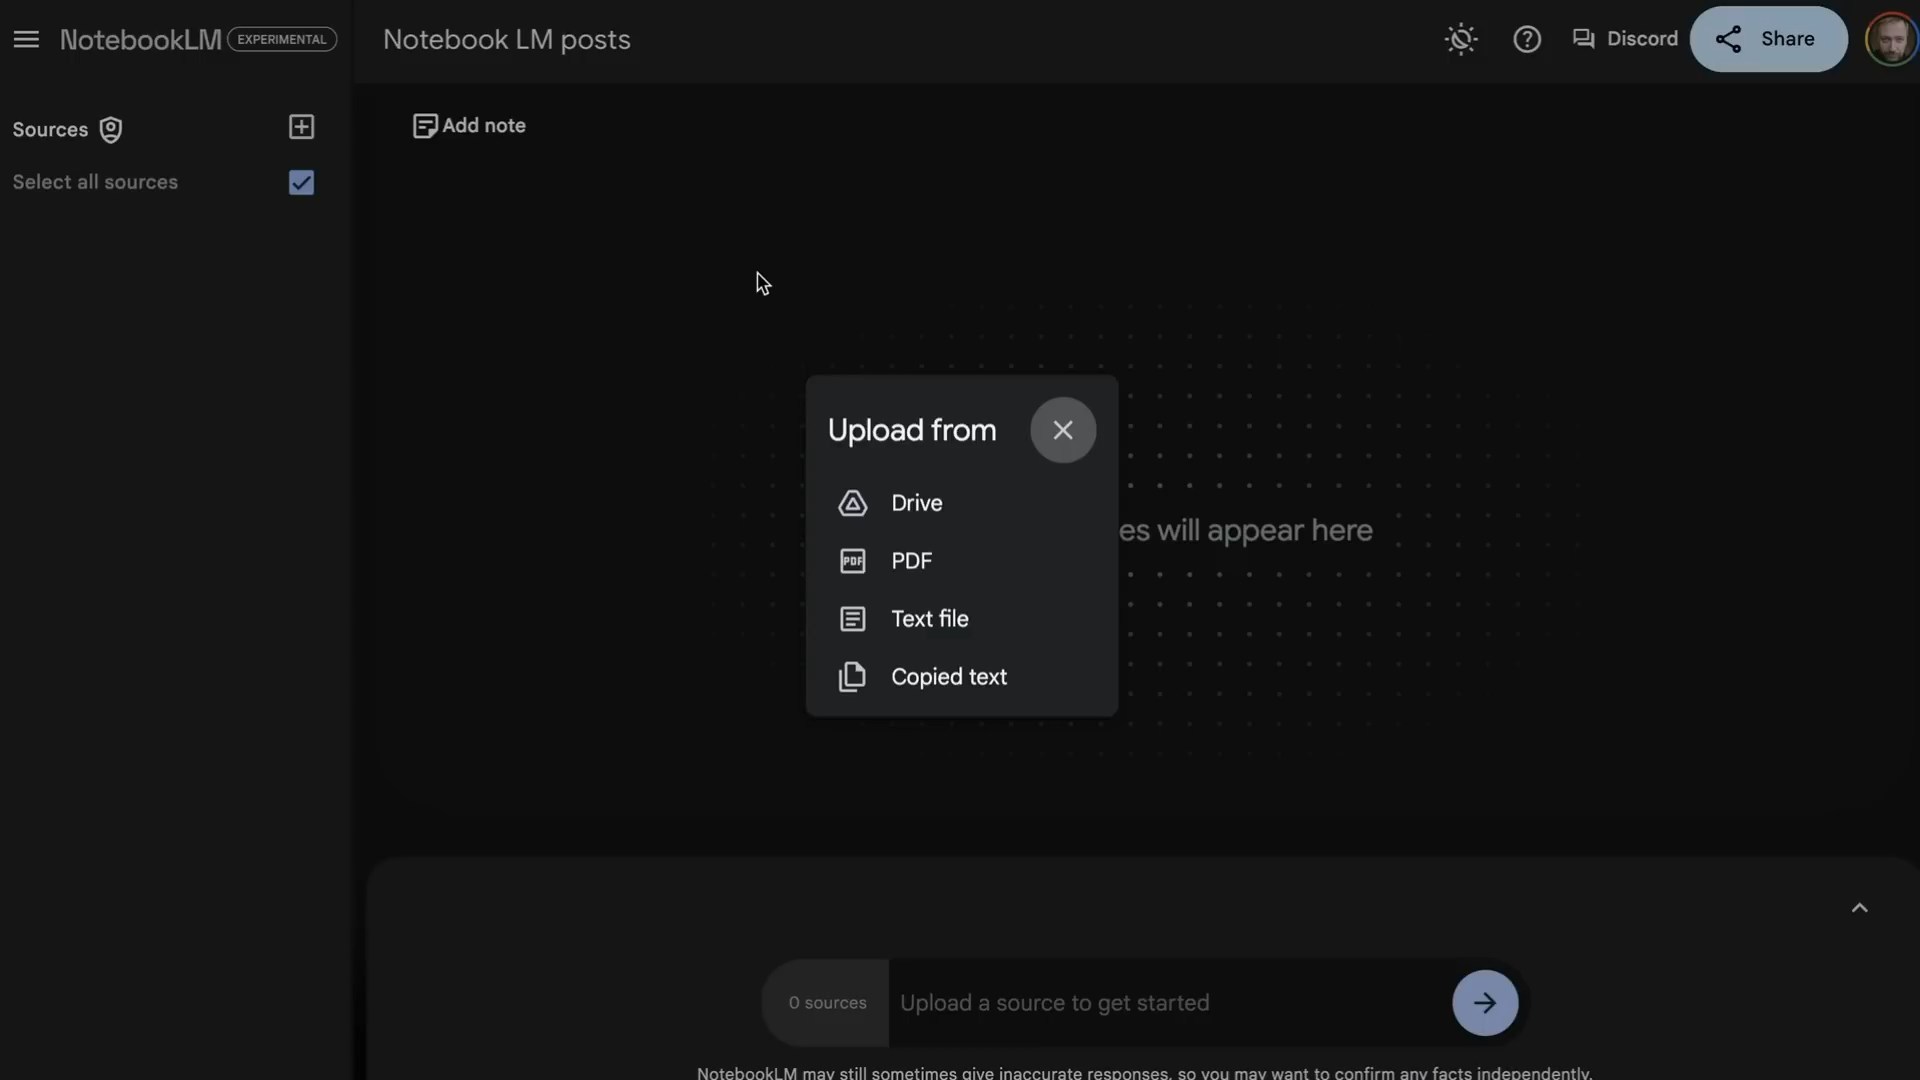 NotebookLM EXPERIMENTAL
Notebook LM posts
Discord
Share
Sources
Add note
Select all sources
Upload from
Drive
PDF
PDF
Text file
Copied text
es will appear here
0 sources
Upload a source to get started
NotebookLM may still sometimes give inaccurate responses, so you may want to confirm any facts independently.